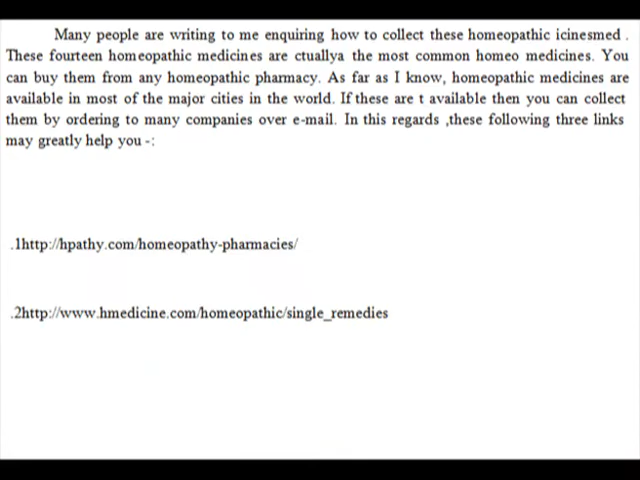 Many people are writing to me enquiring how to collect these homeopathic icinesmed .
These fourteen homeopathic medicines are ctuallya the most common homeo medicines. You
can buy them from any homeopathic pharmacy. As far as I know, homeopathic medicines are
available in most of the major cities in the world. If these are t available then you can collect
them by ordering to many companies over e-mail. In this regards ,these following three links
may greatly help you -:
.1http://hpathy.com/homeopathy-pharmacies/
.2http://www.hmedicine.com/homeopathic/single_remedies